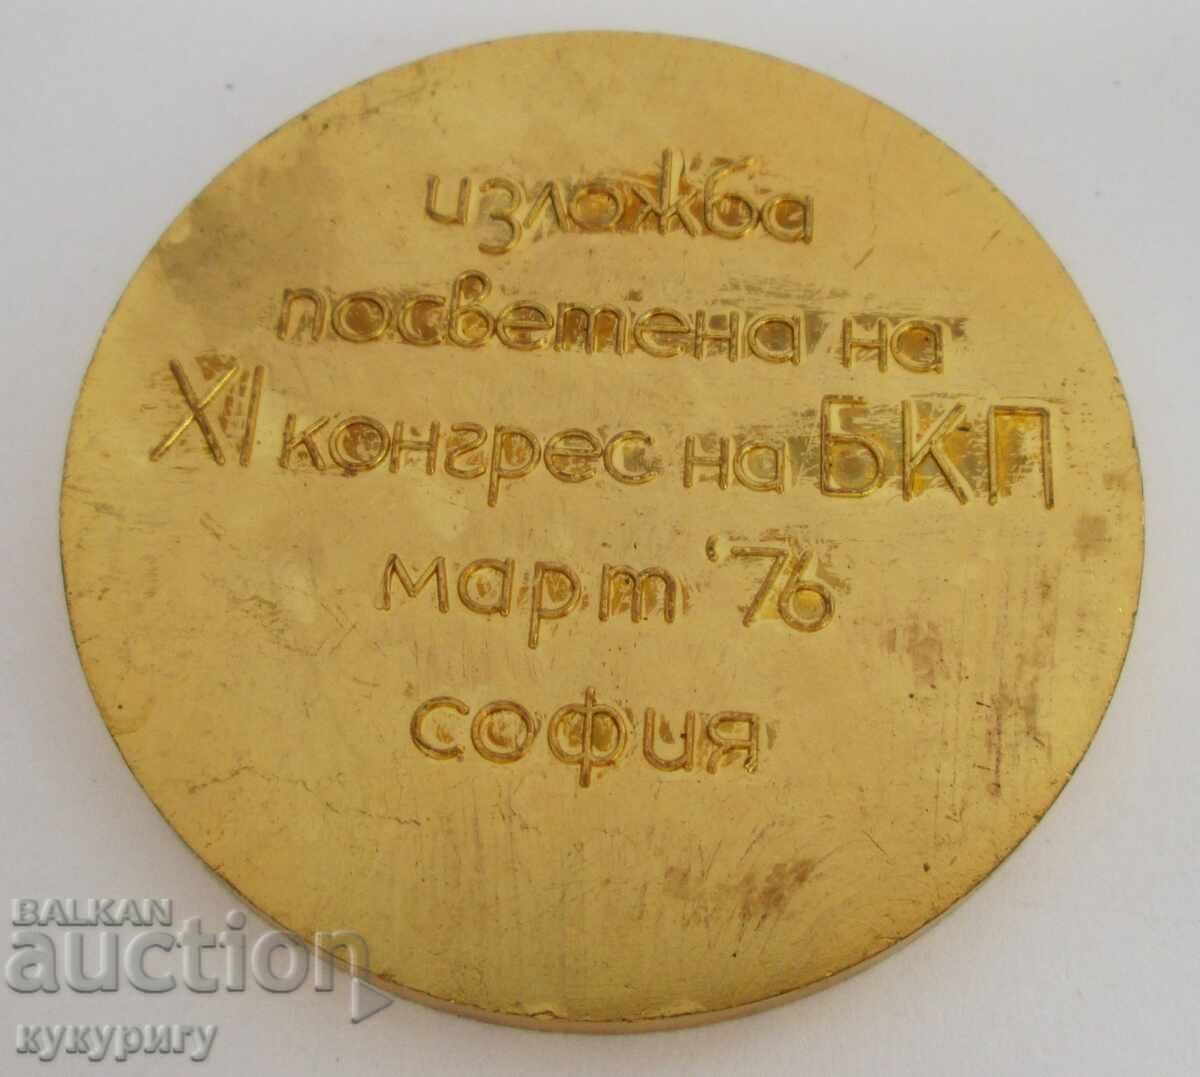 изложба
посветена на
XI конгрес на БКП
март '76
софия
BALKAN
auction
кукуригу